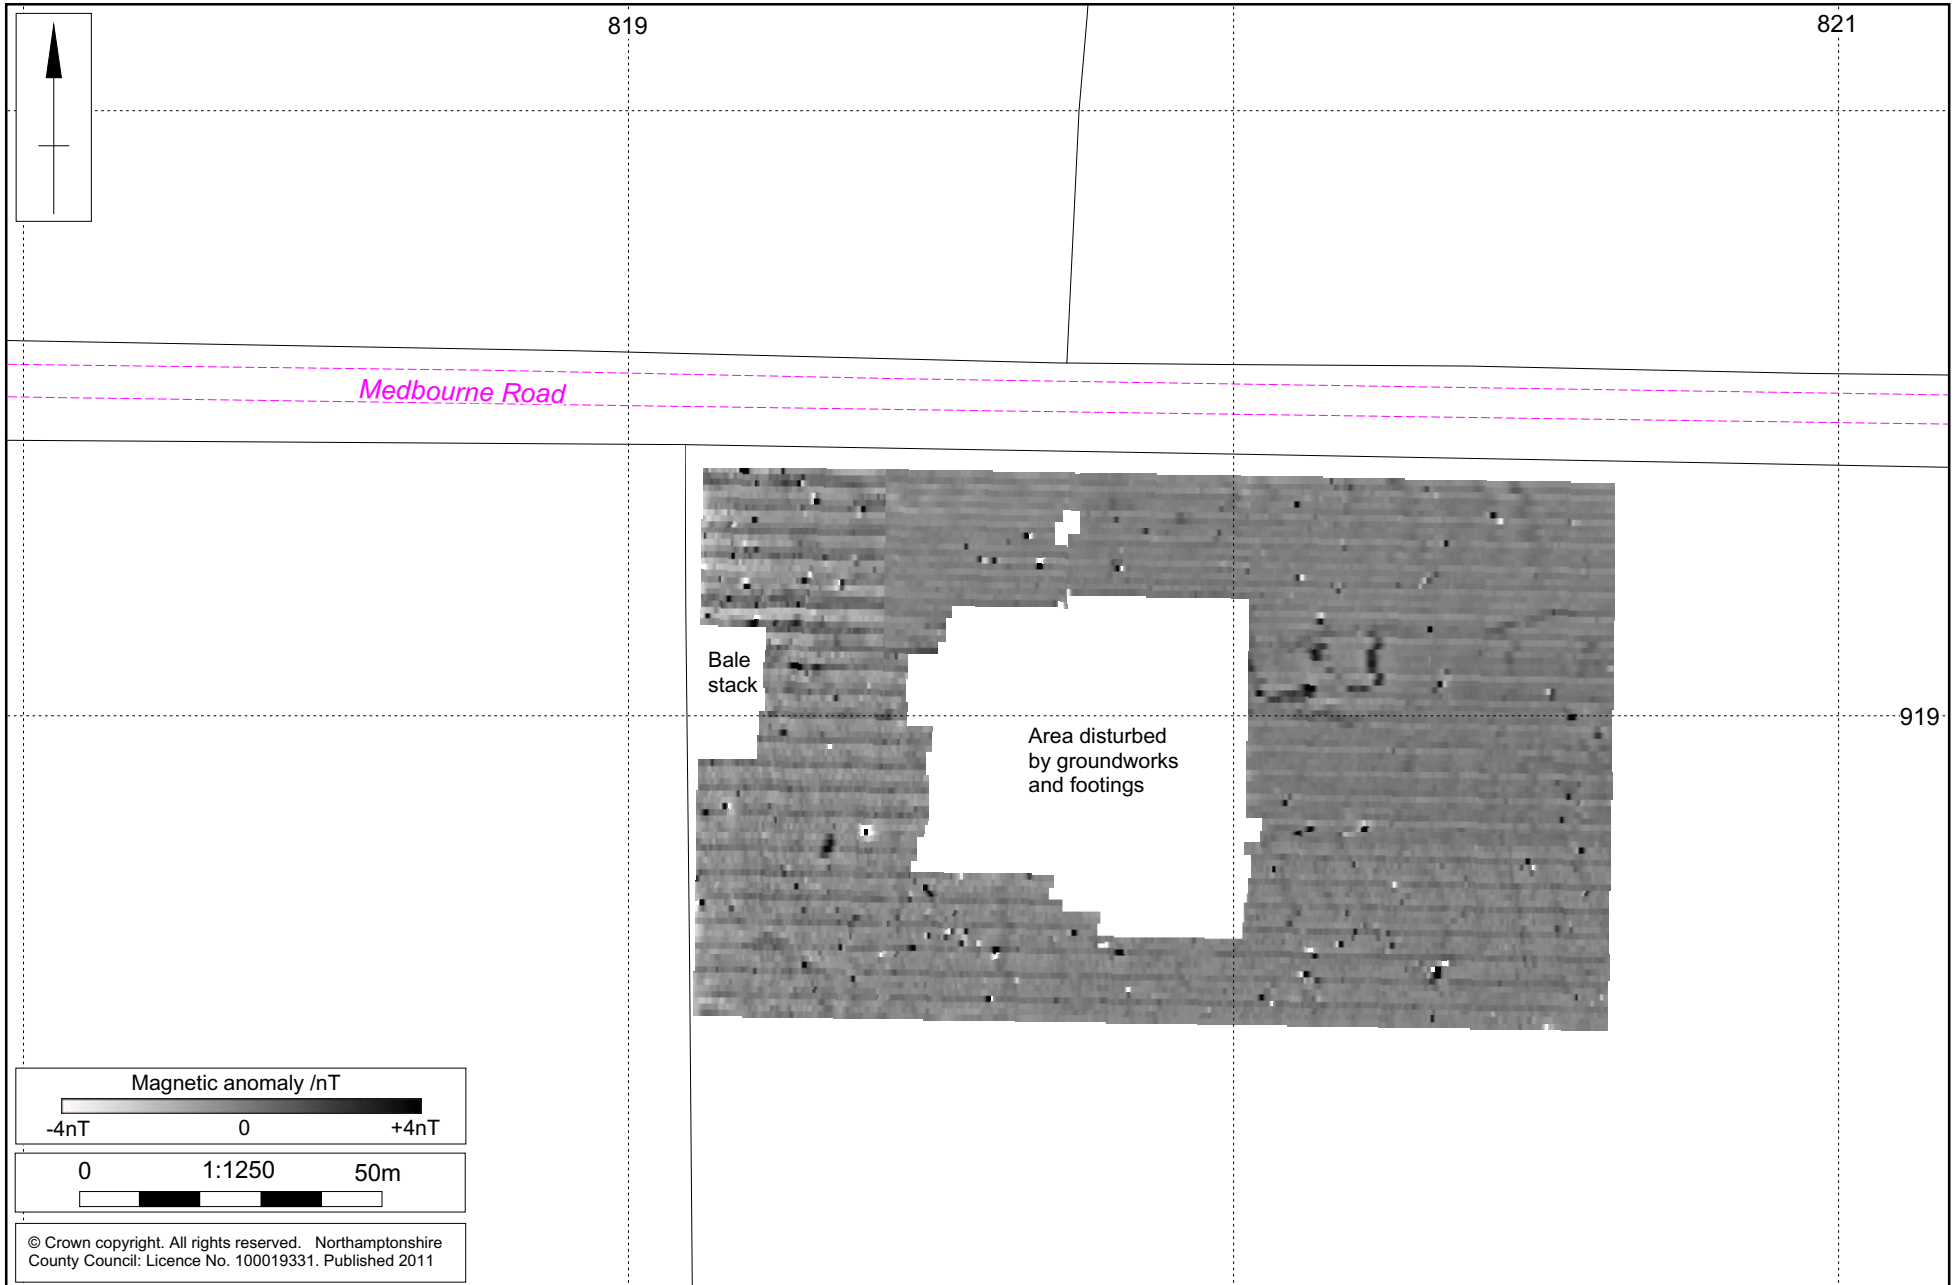 819
821
Medbourne Road
Bale
stack
Area disturbed
by groundworks
and footings
919
Magnetic anomaly /nT
-4nT 0 +4nT
0 1:1250 50m
© Crown copyright. All rights reserved. Northamptonshire
County Council: Licence No. 100019331. Published 2011